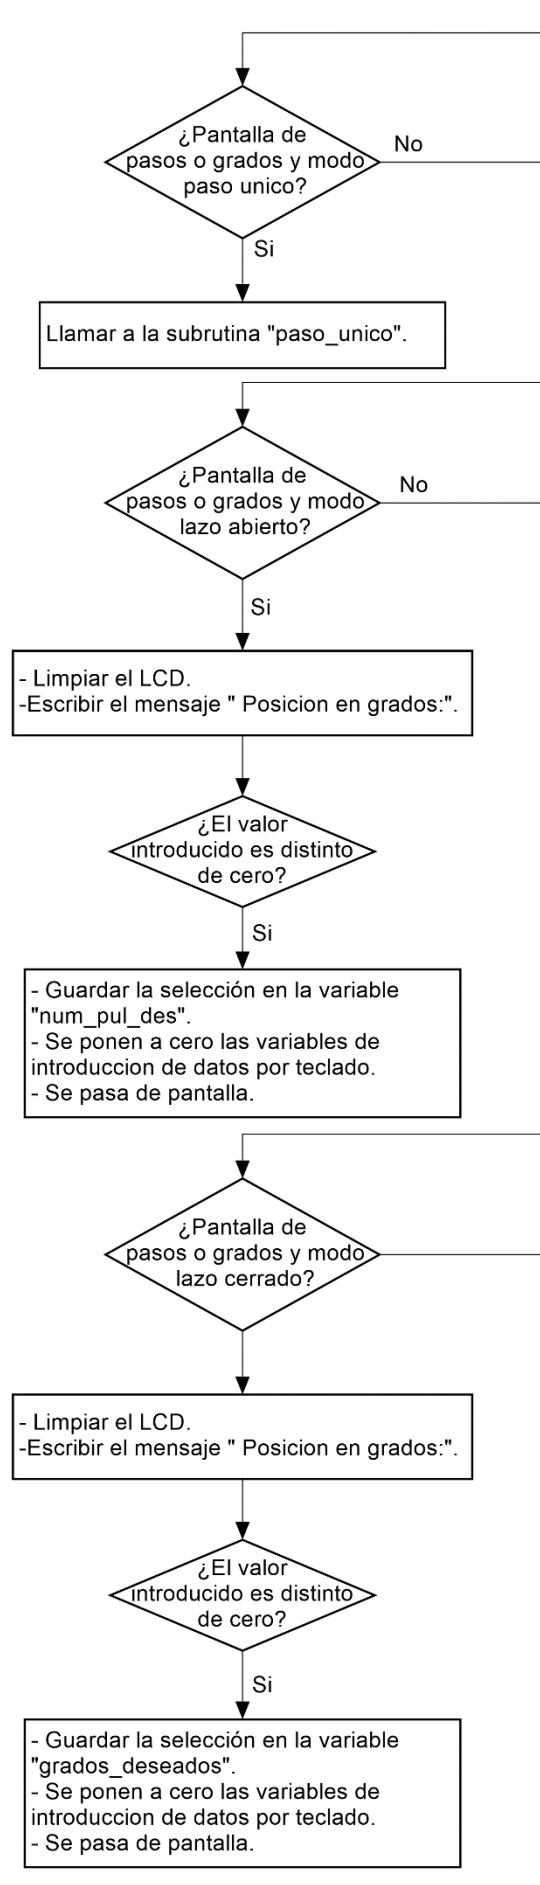 ¿Pantalla de
pasos o grados y modo
paso unico?
No
Si
Llamar a la subrutina "paso_unico".
¿Pantalla de
pasos o grados y modo
lazo abierto?
No
Si
- Limpiar el LCD.
-Escribir el mensaje " Posicion en grados:".
¿El valor
introducido es distinto
de cero?
Si
- Guardar la selección en la variable
"num_pul_des".
- Se ponen a cero las variables de
introduccion de datos por teclado.
- Se pasa de pantalla.
¿Pantalla de
pasos o grados y modo
lazo cerrado?
- Limpiar el LCD.
-Escribir el mensaje " Posicion en grados:".
¿El valor
introducido es distinto
de cero?
Si
- Guardar la selección en la variable
"grados_deseados".
- Se ponen a cero las variables de
introduccion de datos por teclado.
- Se pasa de pantalla.